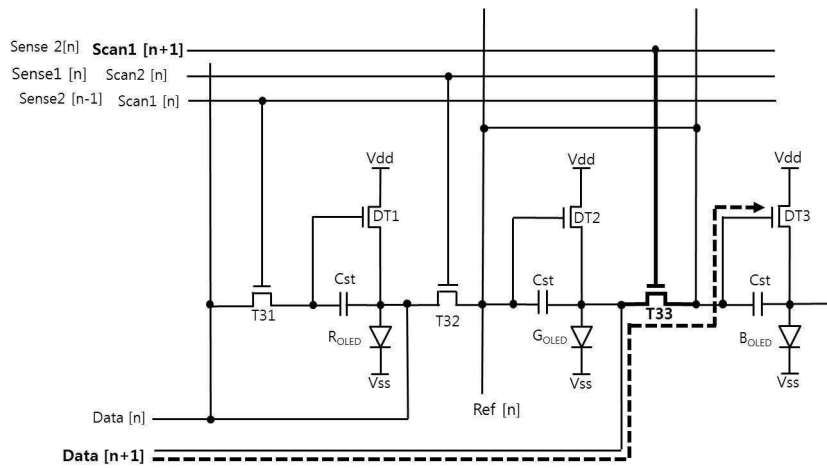 Sense 2[n] Scan1 [n+1]
Sense1 [n] Scan2 [n]
Sense2 [n-1] Scan1 [n]
Vdd Vdd Vdd
DT1 DT2 DT3
Cst Cst Cst
T31 T32 T33
ROLED GOLED BOLED
Vss Vss Vss
Data [n] Ref [n]
Data [n+1]